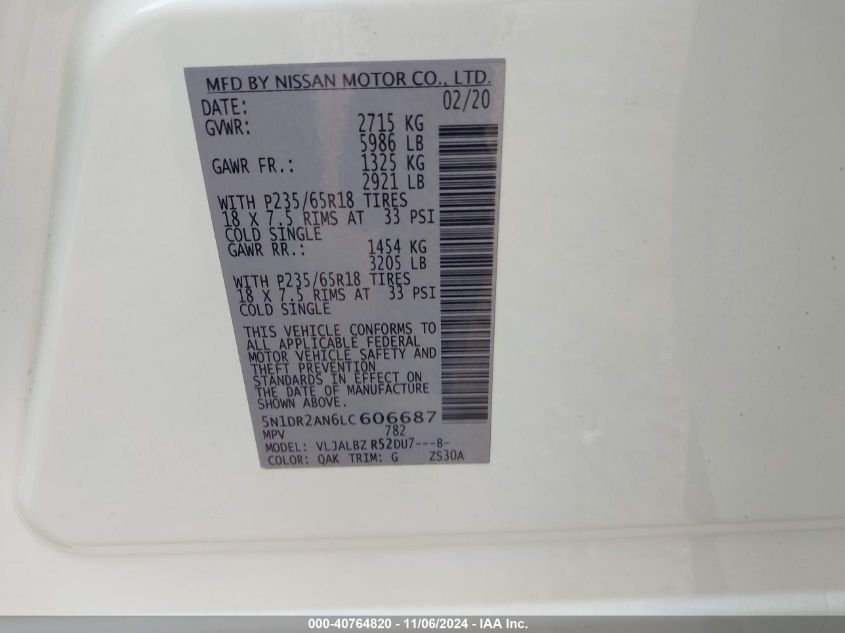 MFD BY NISSAN MOTOR CO., LTD.
DATE: 02/20
GVWR: 2715 KG
5986 LB
GAWR FR.: 1325 KG
2921 LB
WITH P235/65R18 TIRES
18 X 7.5 RIMS AT 33 PSI
COLD SINGLE
GAWR RR.: 1454 KG
3205 LB
WITH P235/65R18 TIRES
18 X 7.5 RIMS AT 33 PSI
COLD SINGLE
THIS VEHICLE CONFORMS TO
ALL APPLICABLE FEDERAL
MOTOR VEHICLE SAFETY AND
THEFT PREVENTION
STANDARDS IN EFFECT ON
THE DATE OF MANUFACTURE
SHOWN ABOVE.
5N1DR2AN6LC606687
MPV 782
MODEL: VLJALBZ R52DU7---B-
COLOR: QAK TRIM: G ZS30A
000-40764820 - 11/06/2024 - IAA Inc.